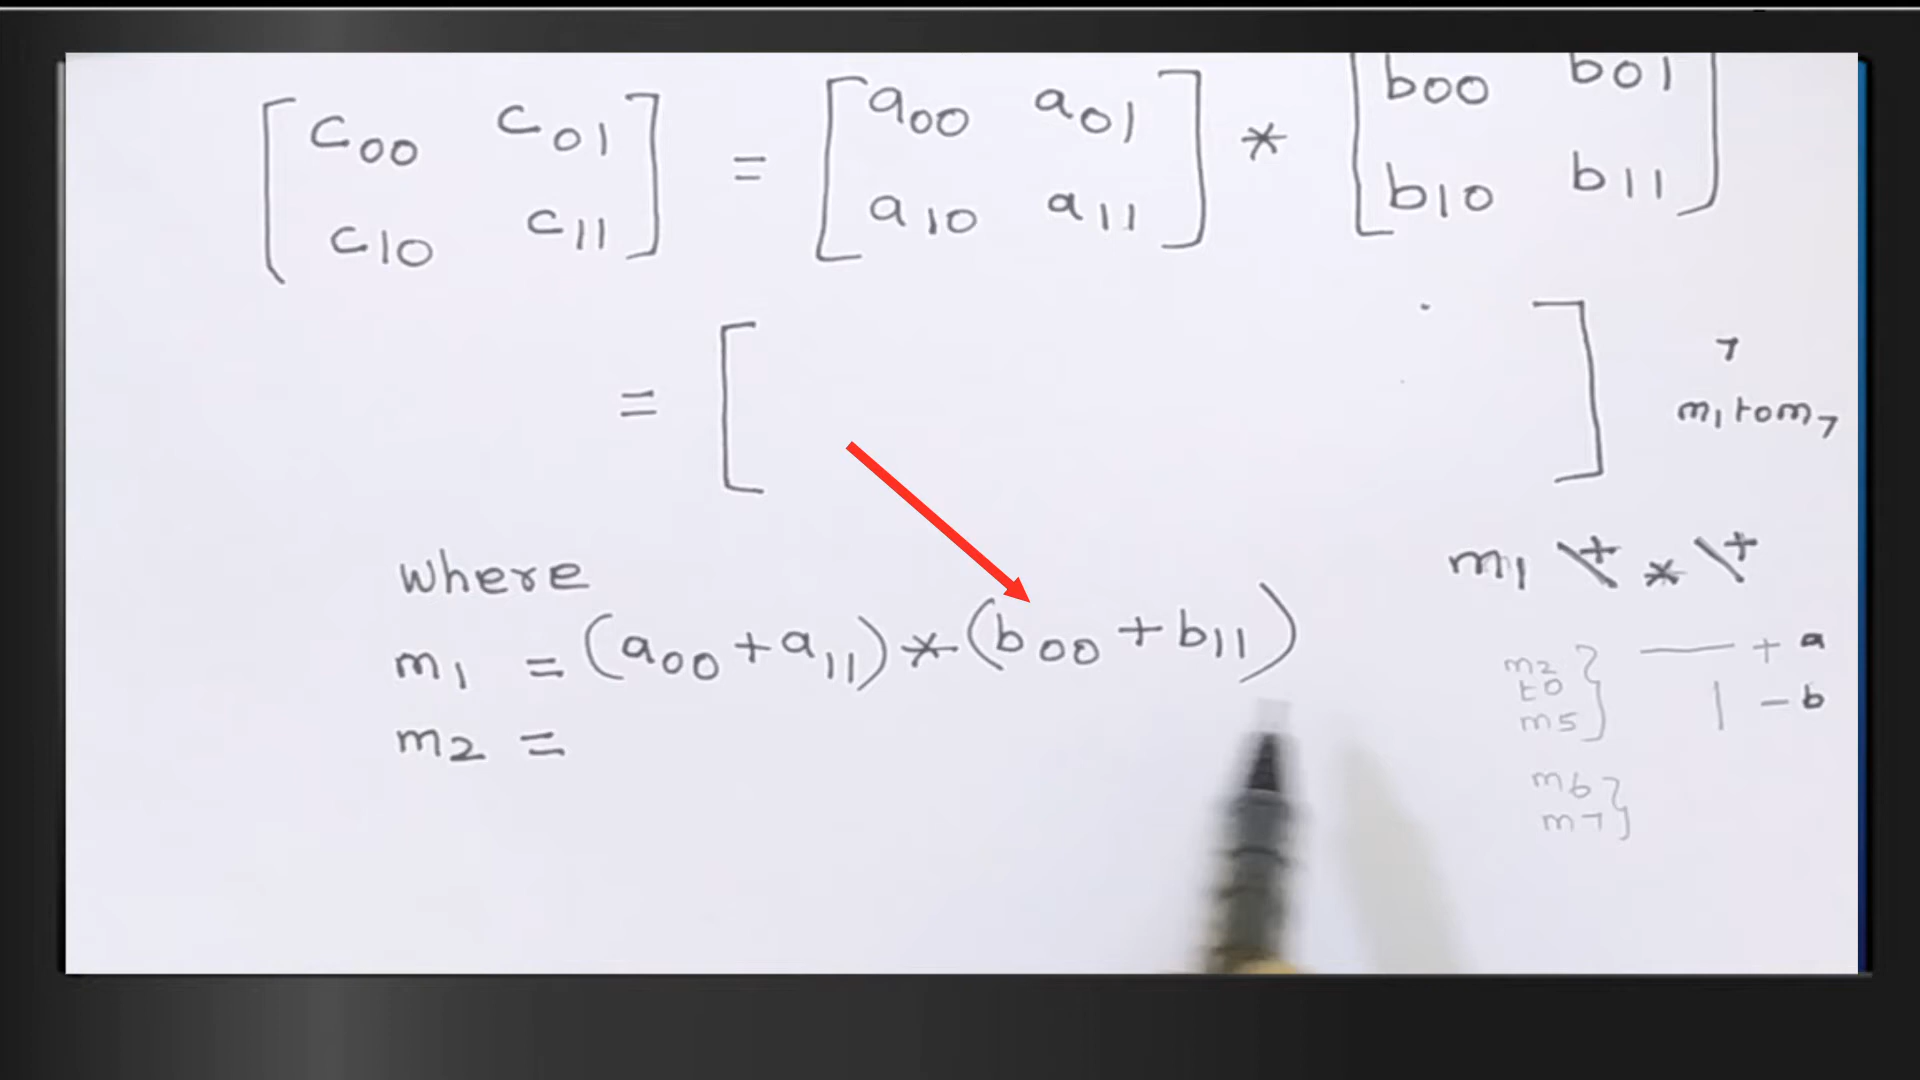 c00 c01 = a00 a01 * b00 b01
c10 c11 a10 a11 b10 b11
= [ ] 7
m1 to m7
where
m1 = (a00 + a11) * (b00 + b11)
m2 =
m1 \+ * \+
m2 to m5 } — + a
| - b
m6 m7 }